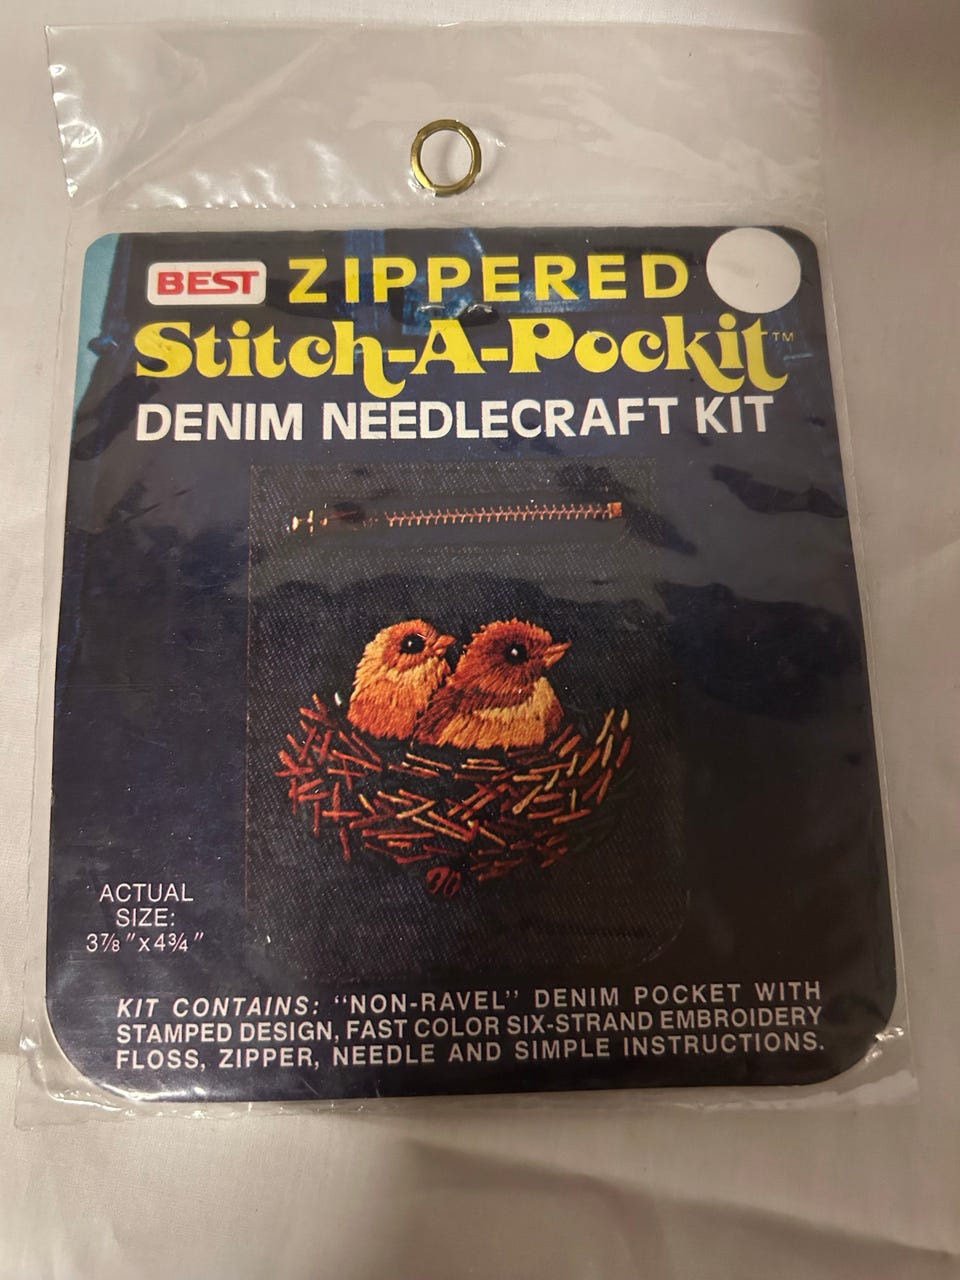 BEST ZIPPERED
Stitch-A-Pockit™
DENIM NEEDLECRAFT KIT
ACTUAL
SIZE:
3⅞" x 4¾"
KIT CONTAINS: "NON-RAVEL" DENIM POCKET WITH
STAMPED DESIGN, FAST COLOR SIX-STRAND EMBROIDERY
FLOSS, ZIPPER, NEEDLE AND SIMPLE INSTRUCTIONS.